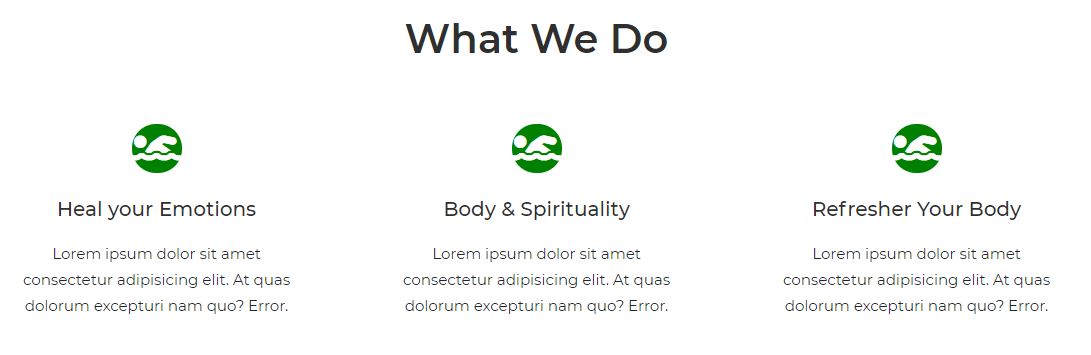 What We Do
Heal your Emotions
Lorem ipsum dolor sit amet
consectetur adipisicing elit. At quas
dolorum excepturi nam quo? Error.
Body & Spirituality
Lorem ipsum dolor sit amet
consectetur adipisicing elit. At quas
dolorum excepturi nam quo? Error.
Refresher Your Body
Lorem ipsum dolor sit amet
consectetur adipisicing elit. At quas
dolorum excepturi nam quo? Error.